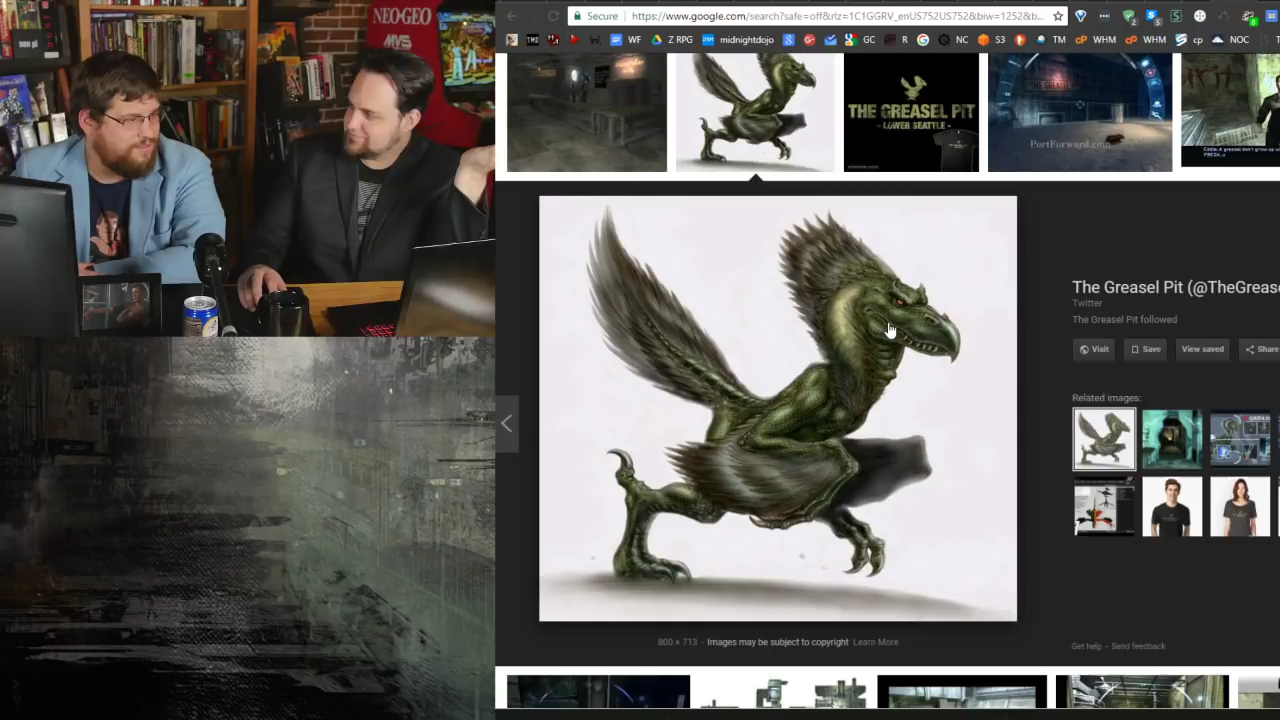 NEO·GEO
MVS
Secure
https://www.google.com/search?safe=off&rlz=1C1GGRV_enUS752US752&biw=1252&b...
WF
Z RPG
midnightdojo
GC
R
NC
S3
TM
WHM
WHM
cp
NOC
THE GREASEL PIT
- LOWER SEATTLE -
PortForward.com
The Greasel Pit (@TheGrease
Twitter
The Greasel Pit followed
Visit
Save
View saved
Share
Related images:
800 × 713 - Images may be subject to copyright Learn More
Get help - Send feedback